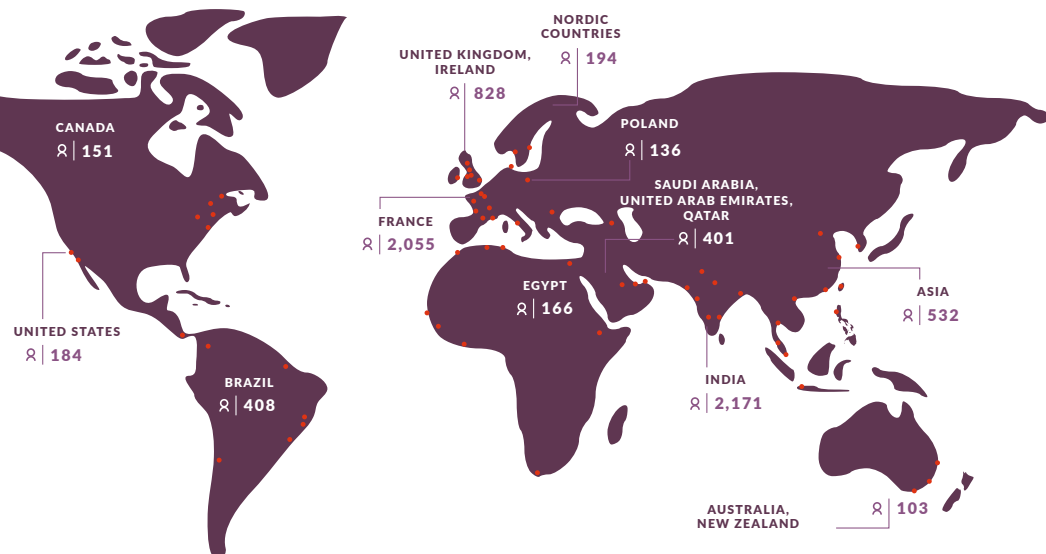 NORDIC
COUNTRIES
194
UNITED KINGDOM,
IRELAND
828
CANADA
151
POLAND
136
SAUDI ARABIA,
UNITED ARAB EMIRATES,
QATAR
401
FRANCE
2,055
EGYPT
166
ASIA
532
UNITED STATES
184
BRAZIL
408
INDIA
2,171
AUSTRALIA,
NEW ZEALAND
103